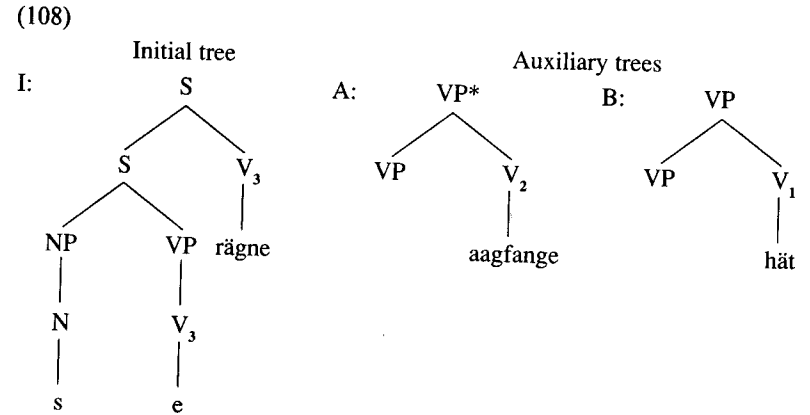 (108)
Initial tree
Auxiliary trees
I: S A: VP* B: VP
S V₃ VP V₂ VP V₁
NP VP rägne aagfange hät
N V₃
s e